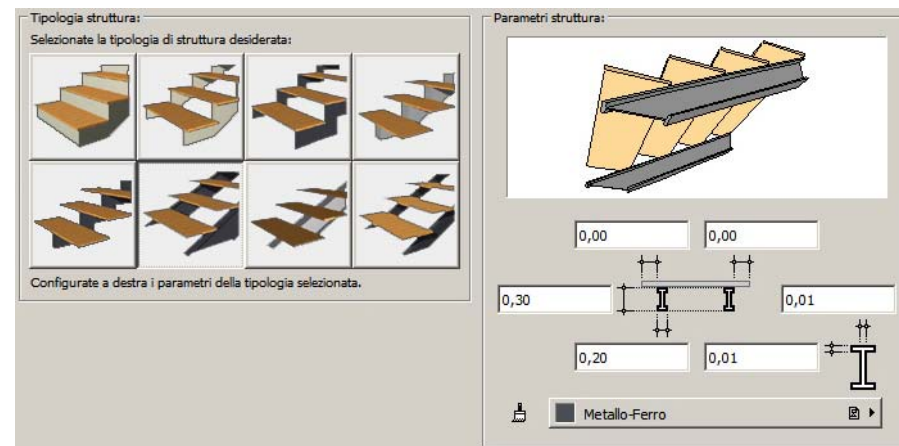 Tipologia struttura:
Selezionate la tipologia di struttura desiderata:
Configurate a destra i parametri della tipologia selezionata.
Parametri struttura:
0,00 0,00
0,30 0,01
0,20 0,01
Metallo-Ferro